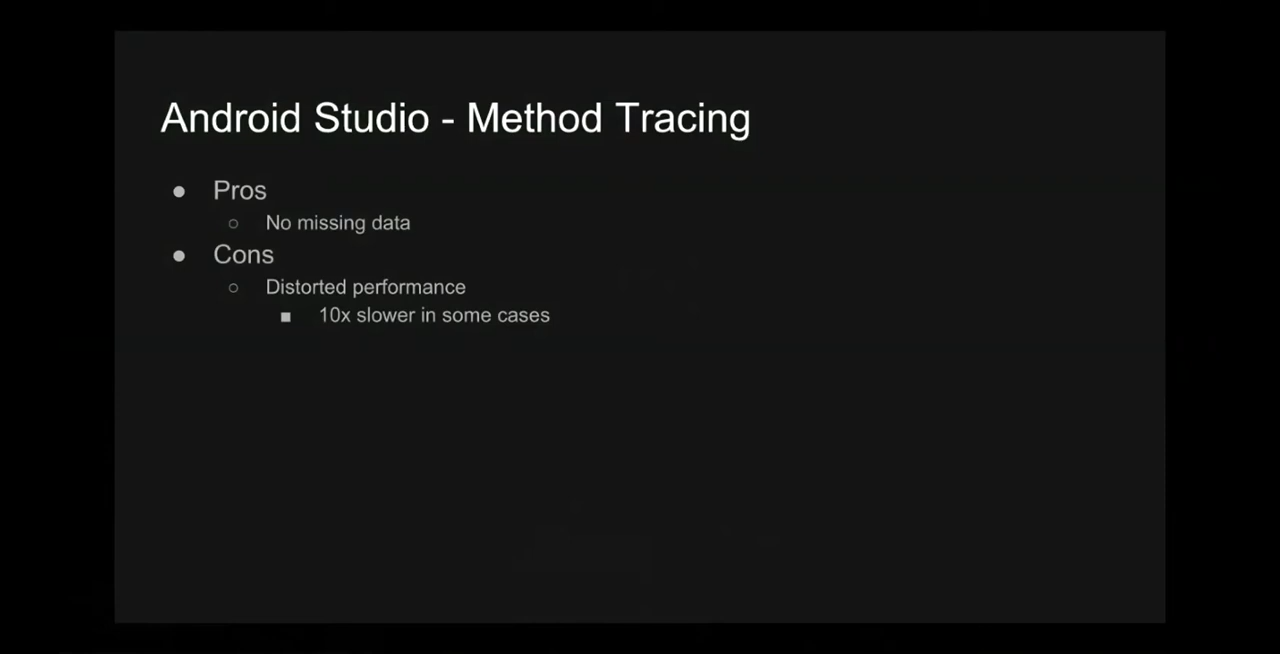 Android Studio - Method Tracing
● Pros
○ No missing data
● Cons
○ Distorted performance
■ 10x slower in some cases